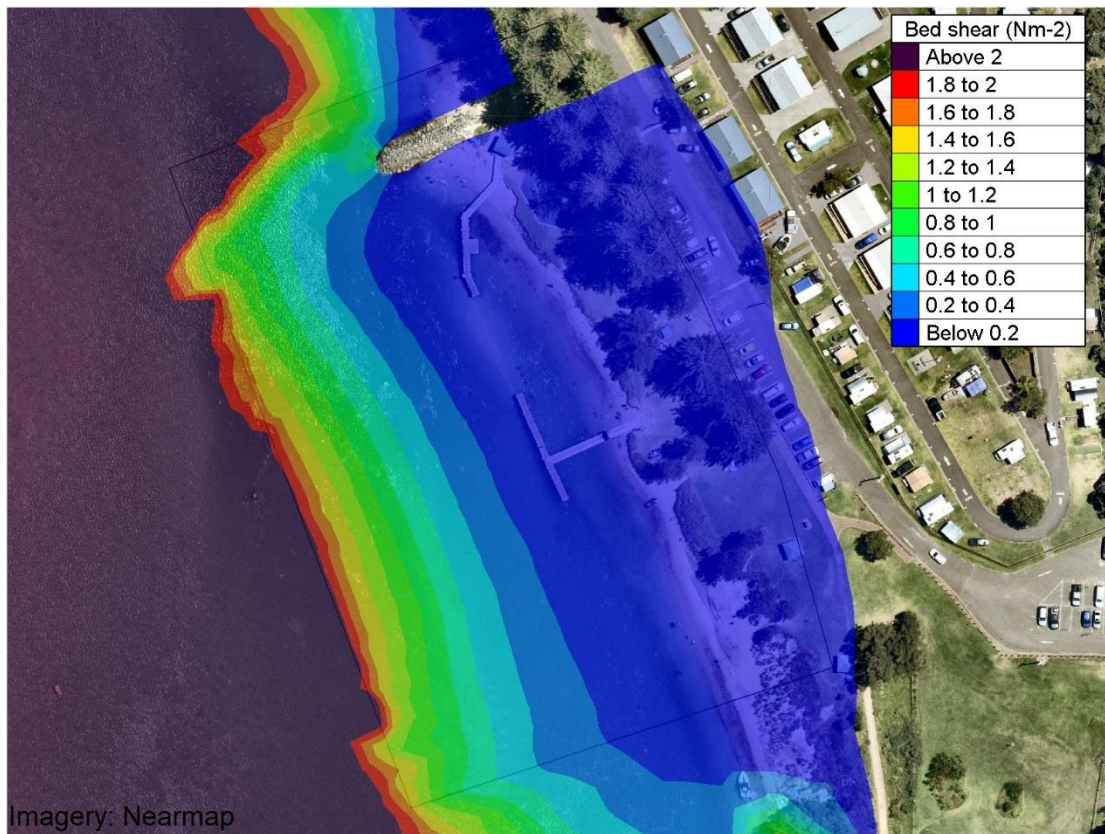 Bed shear (Nm-2)
Above 2
1.8 to 2
1.6 to 1.8
1.4 to 1.6
1.2 to 1.4
1 to 1.2
0.8 to 1
0.6 to 0.8
0.4 to 0.6
0.2 to 0.4
Below 0.2
Imagery: Nearmap